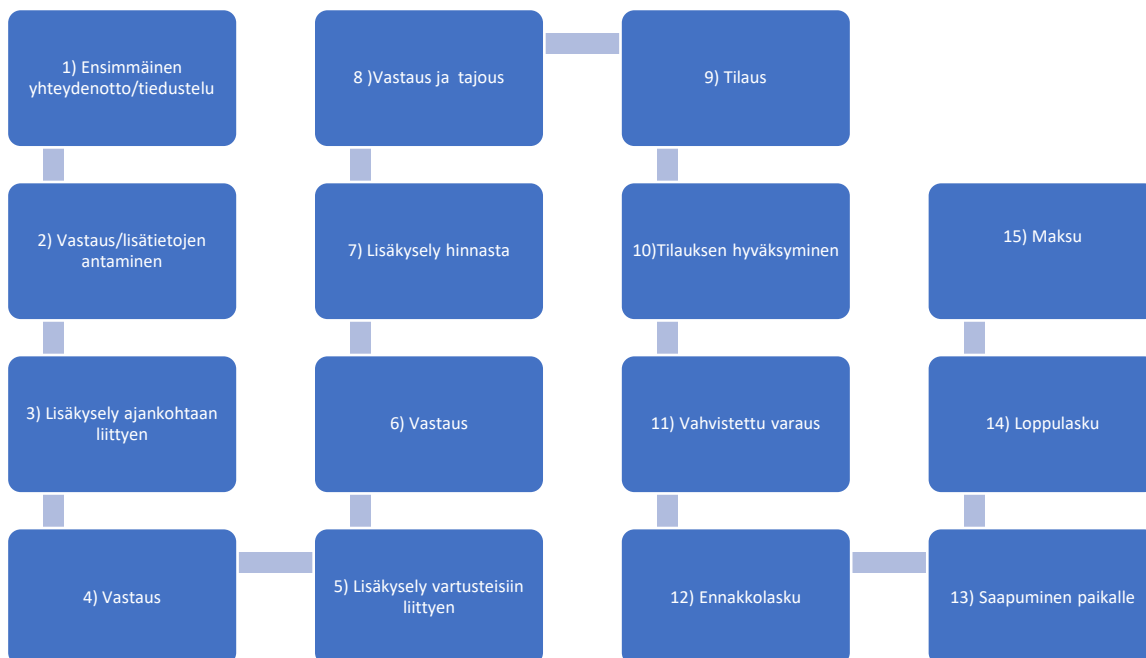 1) Ensimmäinen
yhteydenotto/tiedustelu
2) Vastaus/lisätietojen
antaminen
3) Lisäkysely ajankohtaan
liittyen
4) Vastaus
5) Lisäkysely vartusteisiin
liittyen
6) Vastaus
7) Lisäkysely hinnasta
8 )Vastaus ja tajous
9) Tilaus
10)Tilauksen hyväksyminen
11) Vahvistettu varaus
12) Ennakkolasku
13) Saapuminen paikalle
14) Loppulasku
15) Maksu